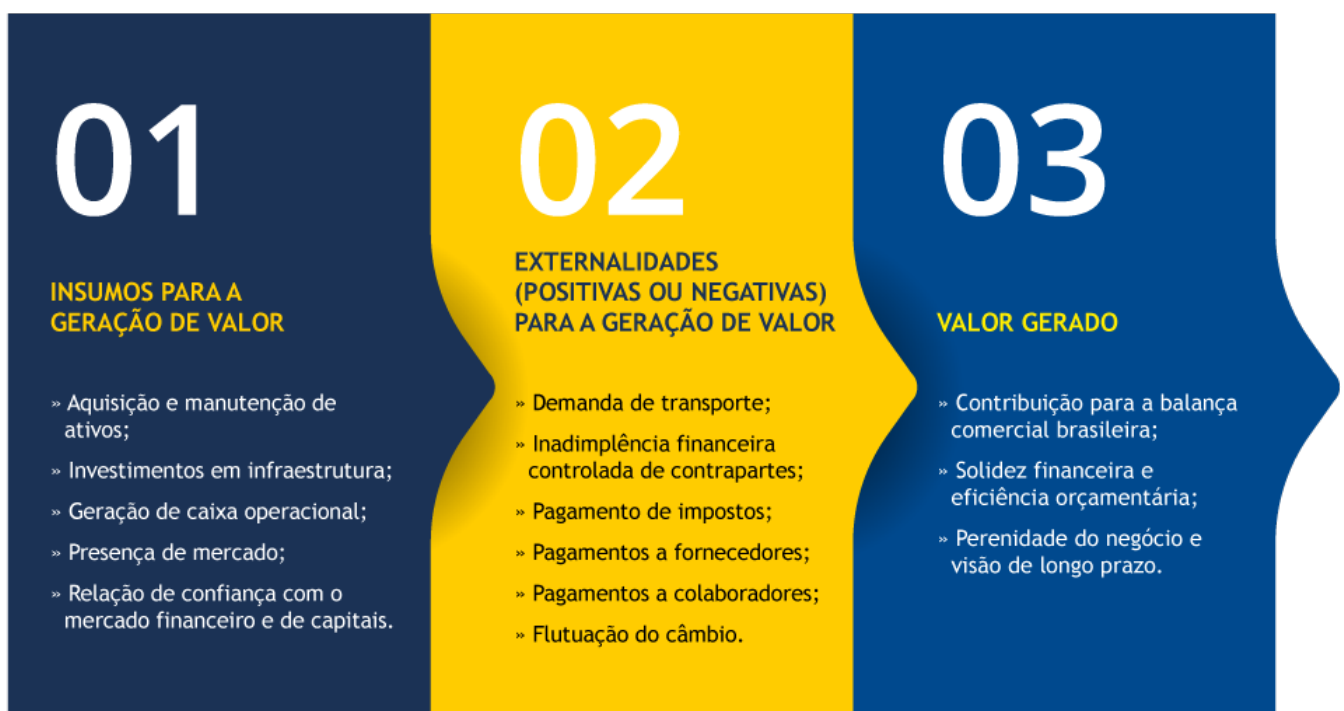 01
INSUMOS PARA A
GERAÇÃO DE VALOR
» Aquisição e manutenção de
ativos;
» Investimentos em infraestrutura;
» Geração de caixa operacional;
» Presença de mercado;
» Relação de confiança com o
mercado financeiro e de capitais.
02
EXTERNALIDADES
(POSITIVAS OU NEGATIVAS)
PARA A GERAÇÃO DE VALOR
» Demanda de transporte;
» Inadimplência financeira
controlada de contrapartes;
» Pagamento de impostos;
» Pagamentos a fornecedores;
» Pagamentos a colaboradores;
» Flutuação do câmbio.
03
VALOR GERADO
» Contribuição para a balança
comercial brasileira;
» Solidez financeira e
eficiência orçamentária;
» Perenidade do negócio e
visão de longo prazo.